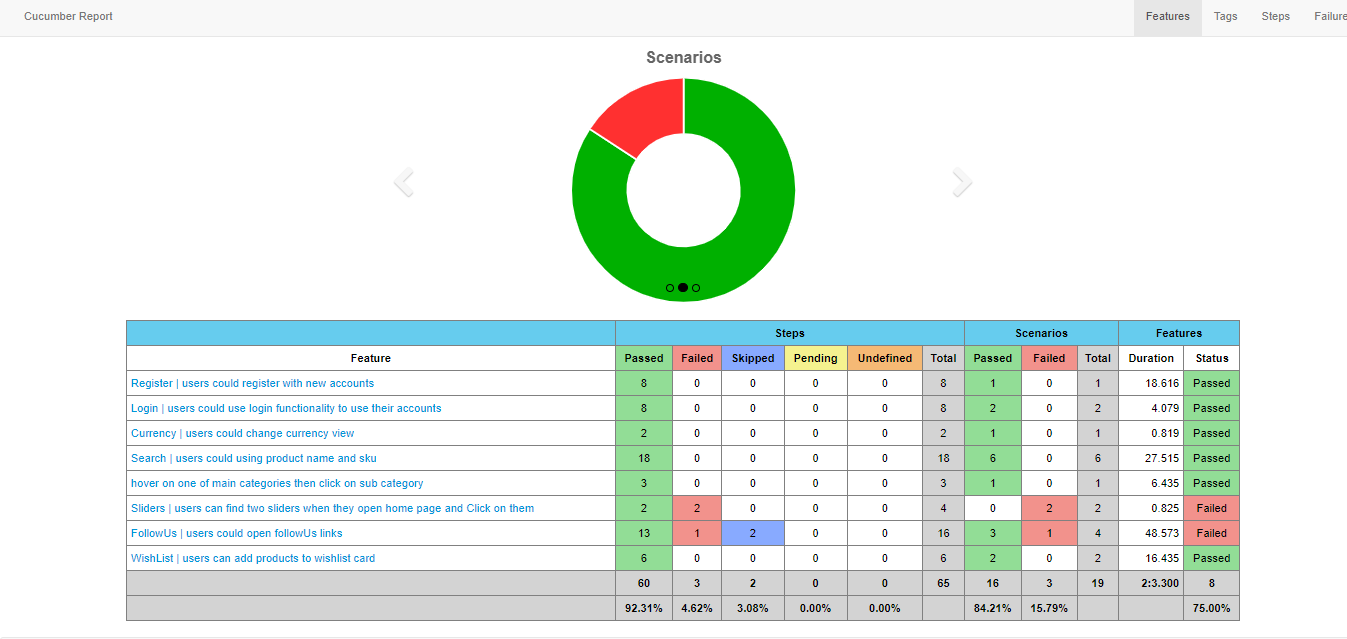 Cucumber Report Features Tags Steps Failure
Scenarios
Steps Scenarios Features
Feature Passed Failed Skipped Pending Undefined Total Passed Failed Total Duration Status
Register | users could register with new accounts 8 0 0 0 0 8 1 0 1 18.616 Passed
Login | users could use login functionality to use their accounts 8 0 0 0 0 8 2 0 2 4.079 Passed
Currency | users could change currency view 2 0 0 0 0 2 1 0 1 0.819 Passed
Search | users could using product name and sku 18 0 0 0 0 18 6 0 6 27.515 Passed
hover on one of main categories then click on sub category 3 0 0 0 0 3 1 0 1 6.435 Passed
Sliders | users can find two sliders when they open home page and Click on them 2 2 0 0 0 4 0 2 2 0.825 Failed
FollowUs | users could open followUs links 13 1 2 0 0 16 3 1 4 48.573 Failed
WishList | users can add products to wishlist card 6 0 0 0 0 6 2 0 2 16.435 Passed
60 3 2 0 0 65 16 3 19 2:3.300 8
92.31% 4.62% 3.08% 0.00% 0.00% 84.21% 15.79% 75.00%